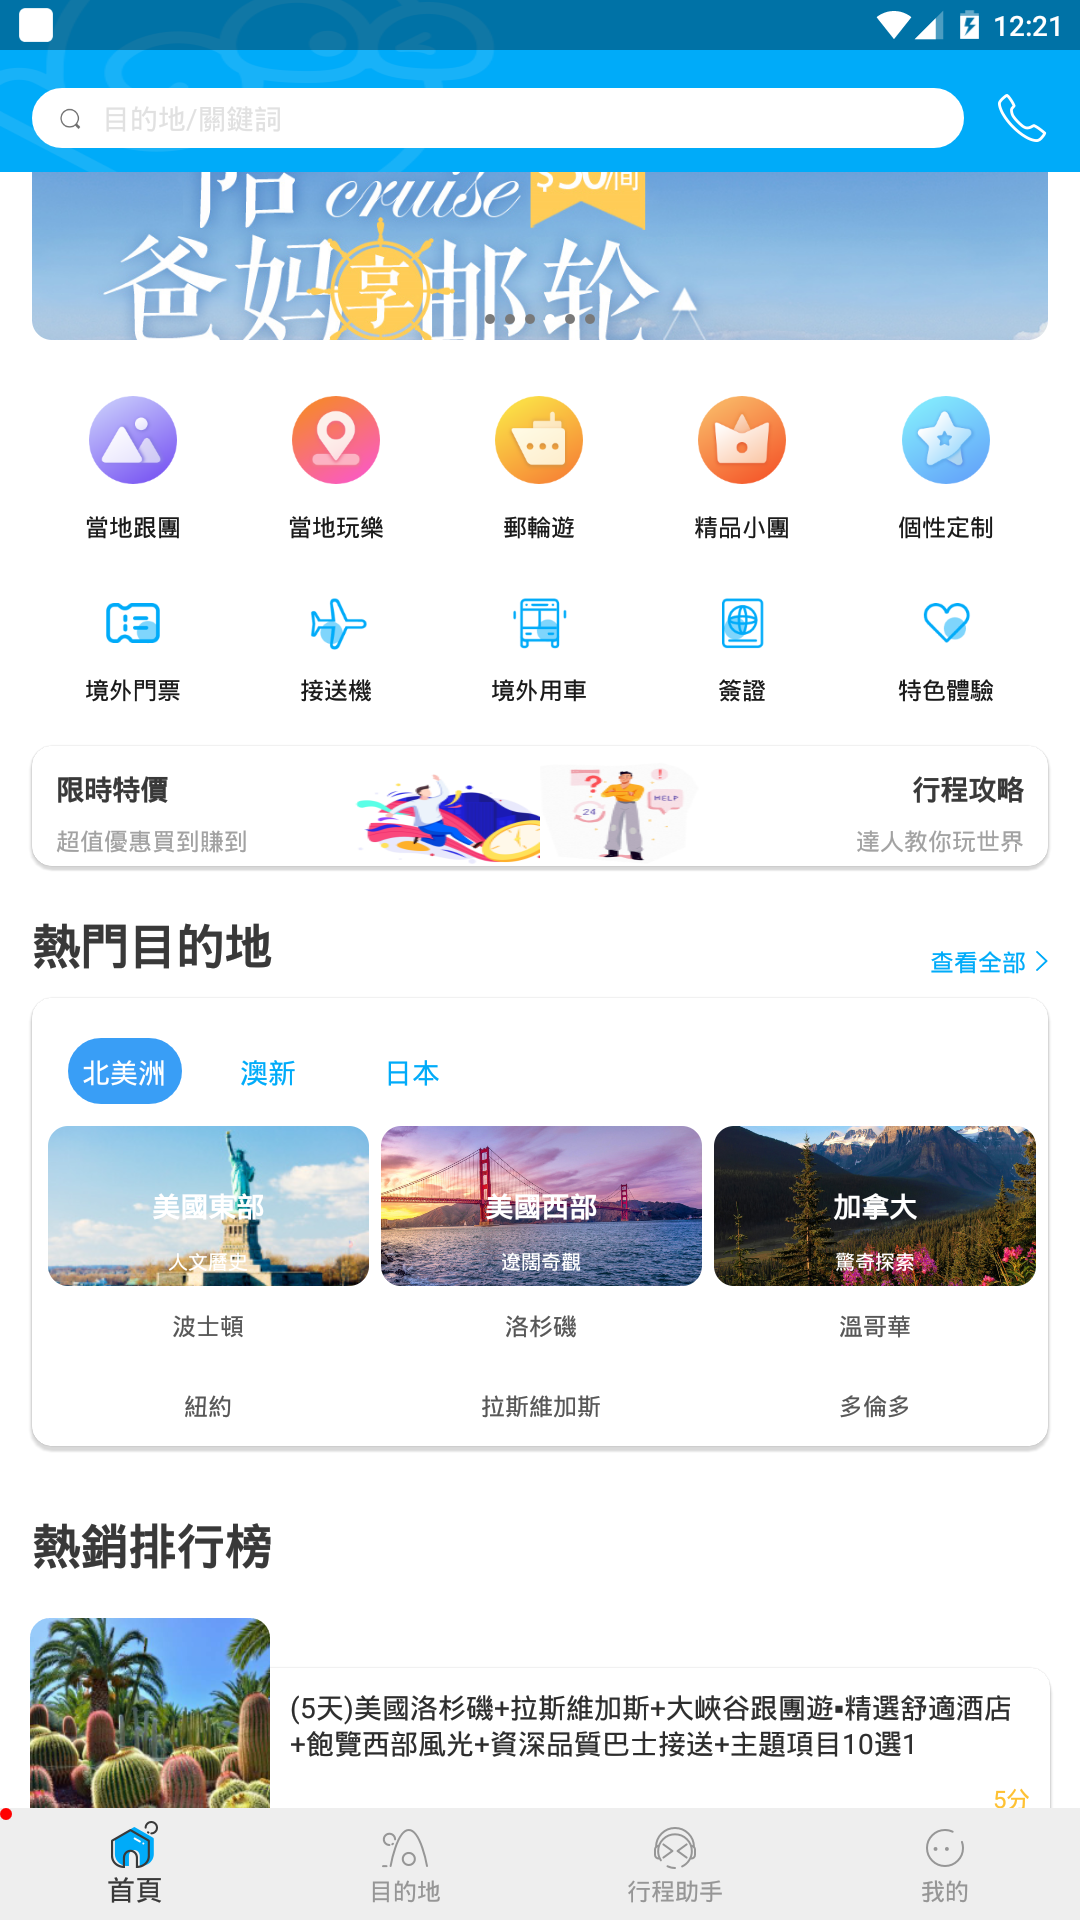 12:21
目的地/關鍵詞
陪 cruise $50/间
爸妈享邮轮
當地跟團
當地玩樂
郵輪遊
精品小團
個性定制
境外門票
接送機
境外用車
簽證
特色體驗
限時特價
超值優惠買到賺到
24
HELP
行程攻略
達人教你玩世界
熱門目的地
查看全部
北美洲
澳新
日本
美國東部
人文曆史
美國西部
遼闊奇觀
加拿大
驚奇探索
波士頓
洛杉磯
溫哥華
紐約
拉斯維加斯
多倫多
熱銷排行榜
(5天)美國洛杉磯+拉斯維加斯+大峽谷跟團遊▪精選舒適酒店
+飽覽西部風光+資深品質巴士接送+主題項目10選1
5分
首頁
目的地
行程助手
我的